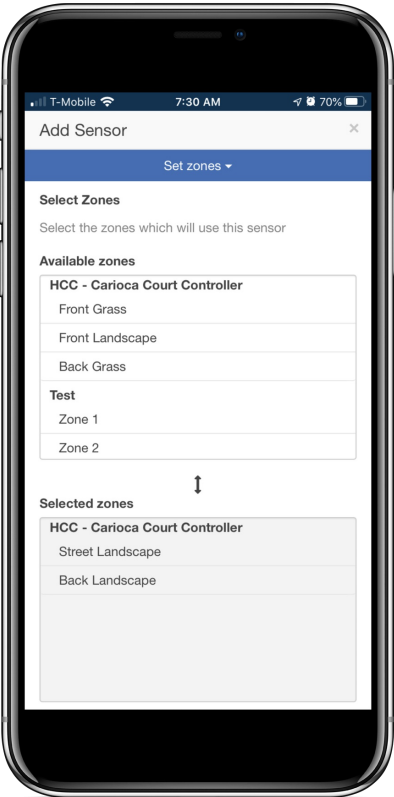 T-Mobile 7:30 AM 70%
Add Sensor ×
Set zones
Select Zones
Select the zones which will use this sensor
Available zones
HCC - Carioca Court Controller
Front Grass
Front Landscape
Back Grass
Test
Zone 1
Zone 2
Selected zones
HCC - Carioca Court Controller
Street Landscape
Back Landscape